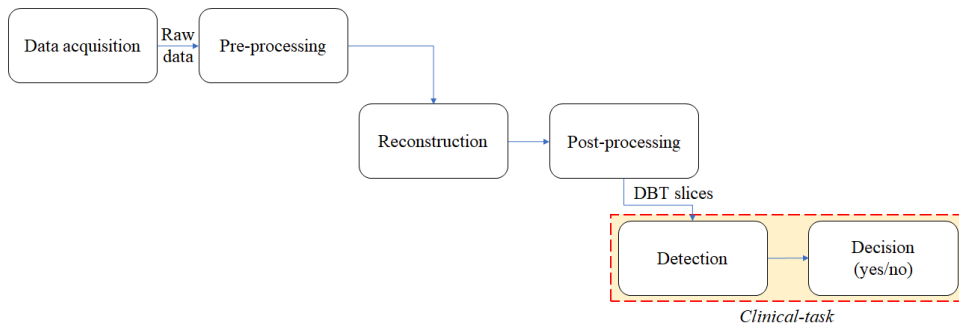 Data acquisition
Raw
data
Pre-processing
Reconstruction
Post-processing
DBT slices
Detection
Decision
(yes/no)
Clinical-task